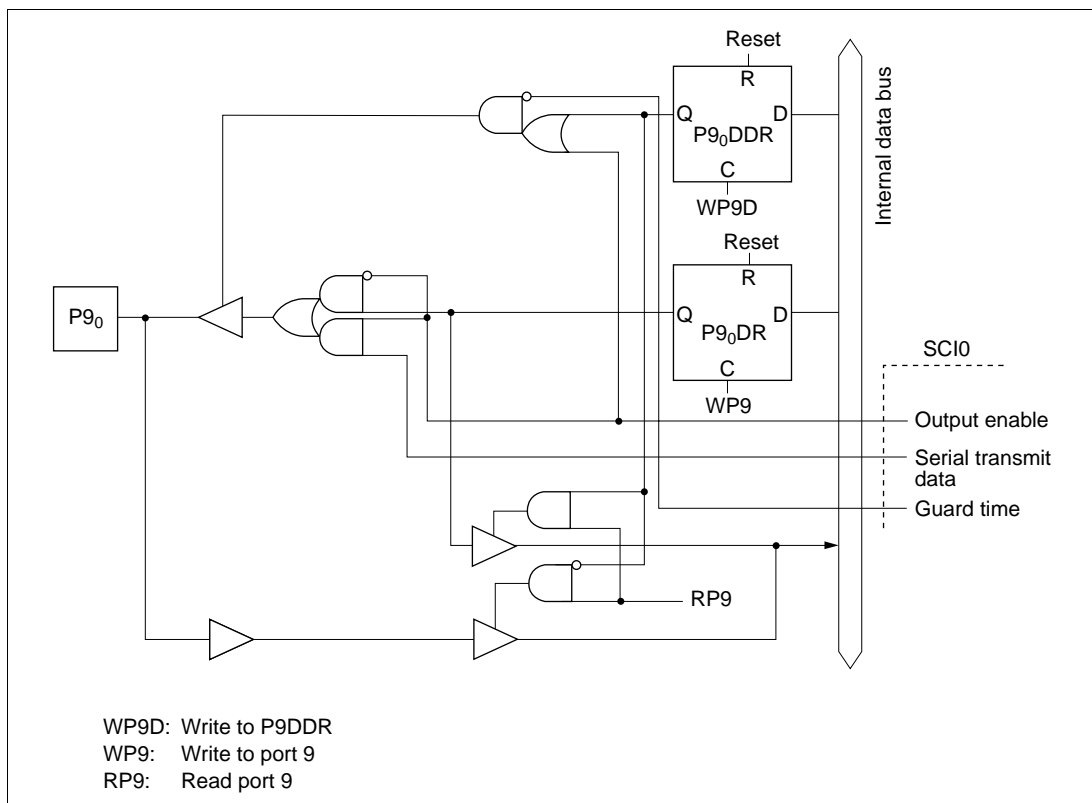 Reset
R
Q
D
P9₀DDR
C
WP9D
Internal data bus
Reset
R
P9₀
Q
D
P9₀DR
C
WP9
SCI0
Output enable
Serial transmit
data
Guard time
RP9
WP9D: Write to P9DDR
WP9: Write to port 9
RP9: Read port 9